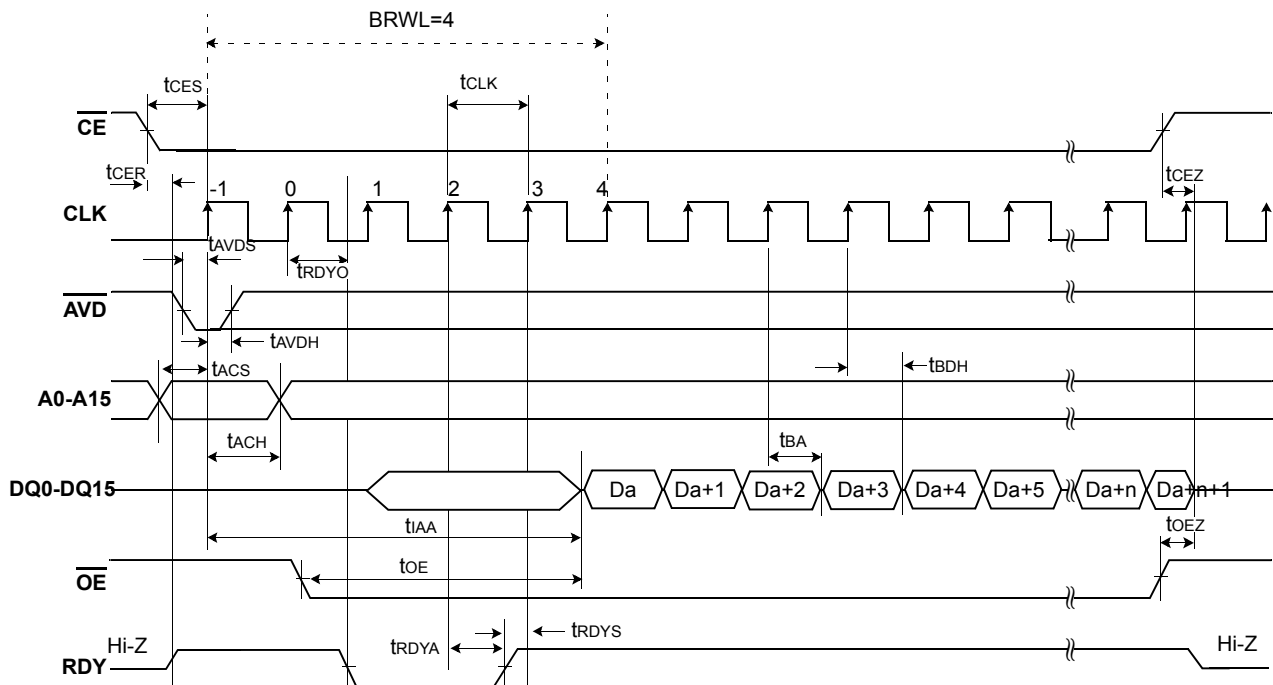 BRWL=4
tCES
tCLK
CE
tCER
tCEZ
-1 0 1 2 3 4
CLK
tAVDS
tRDYO
AVD
tAVDH
tACS
tBDH
A0-A15
tACH
tBA
DQ0-DQ15
Da Da+1 Da+2 Da+3 Da+4 Da+5 Da+n Da+n+1
tIAA
tOEZ
tOE
OE
tRDYS
Hi-Z
tRDYA
Hi-Z
RDY